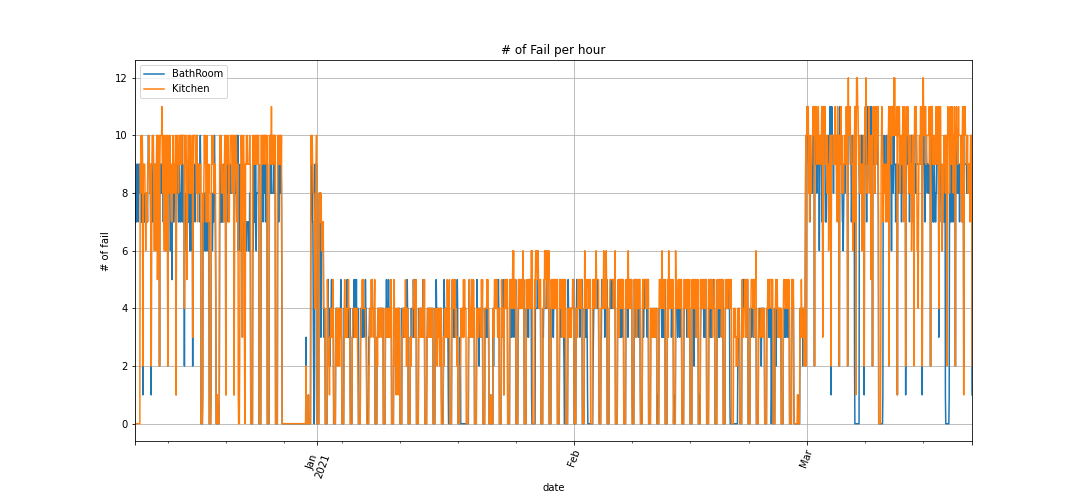 # of Fail per hour
BathRoom
Kitchen
12
10
8
6
4
2
0
# of fail
Jan
2021
Feb
Mar
date